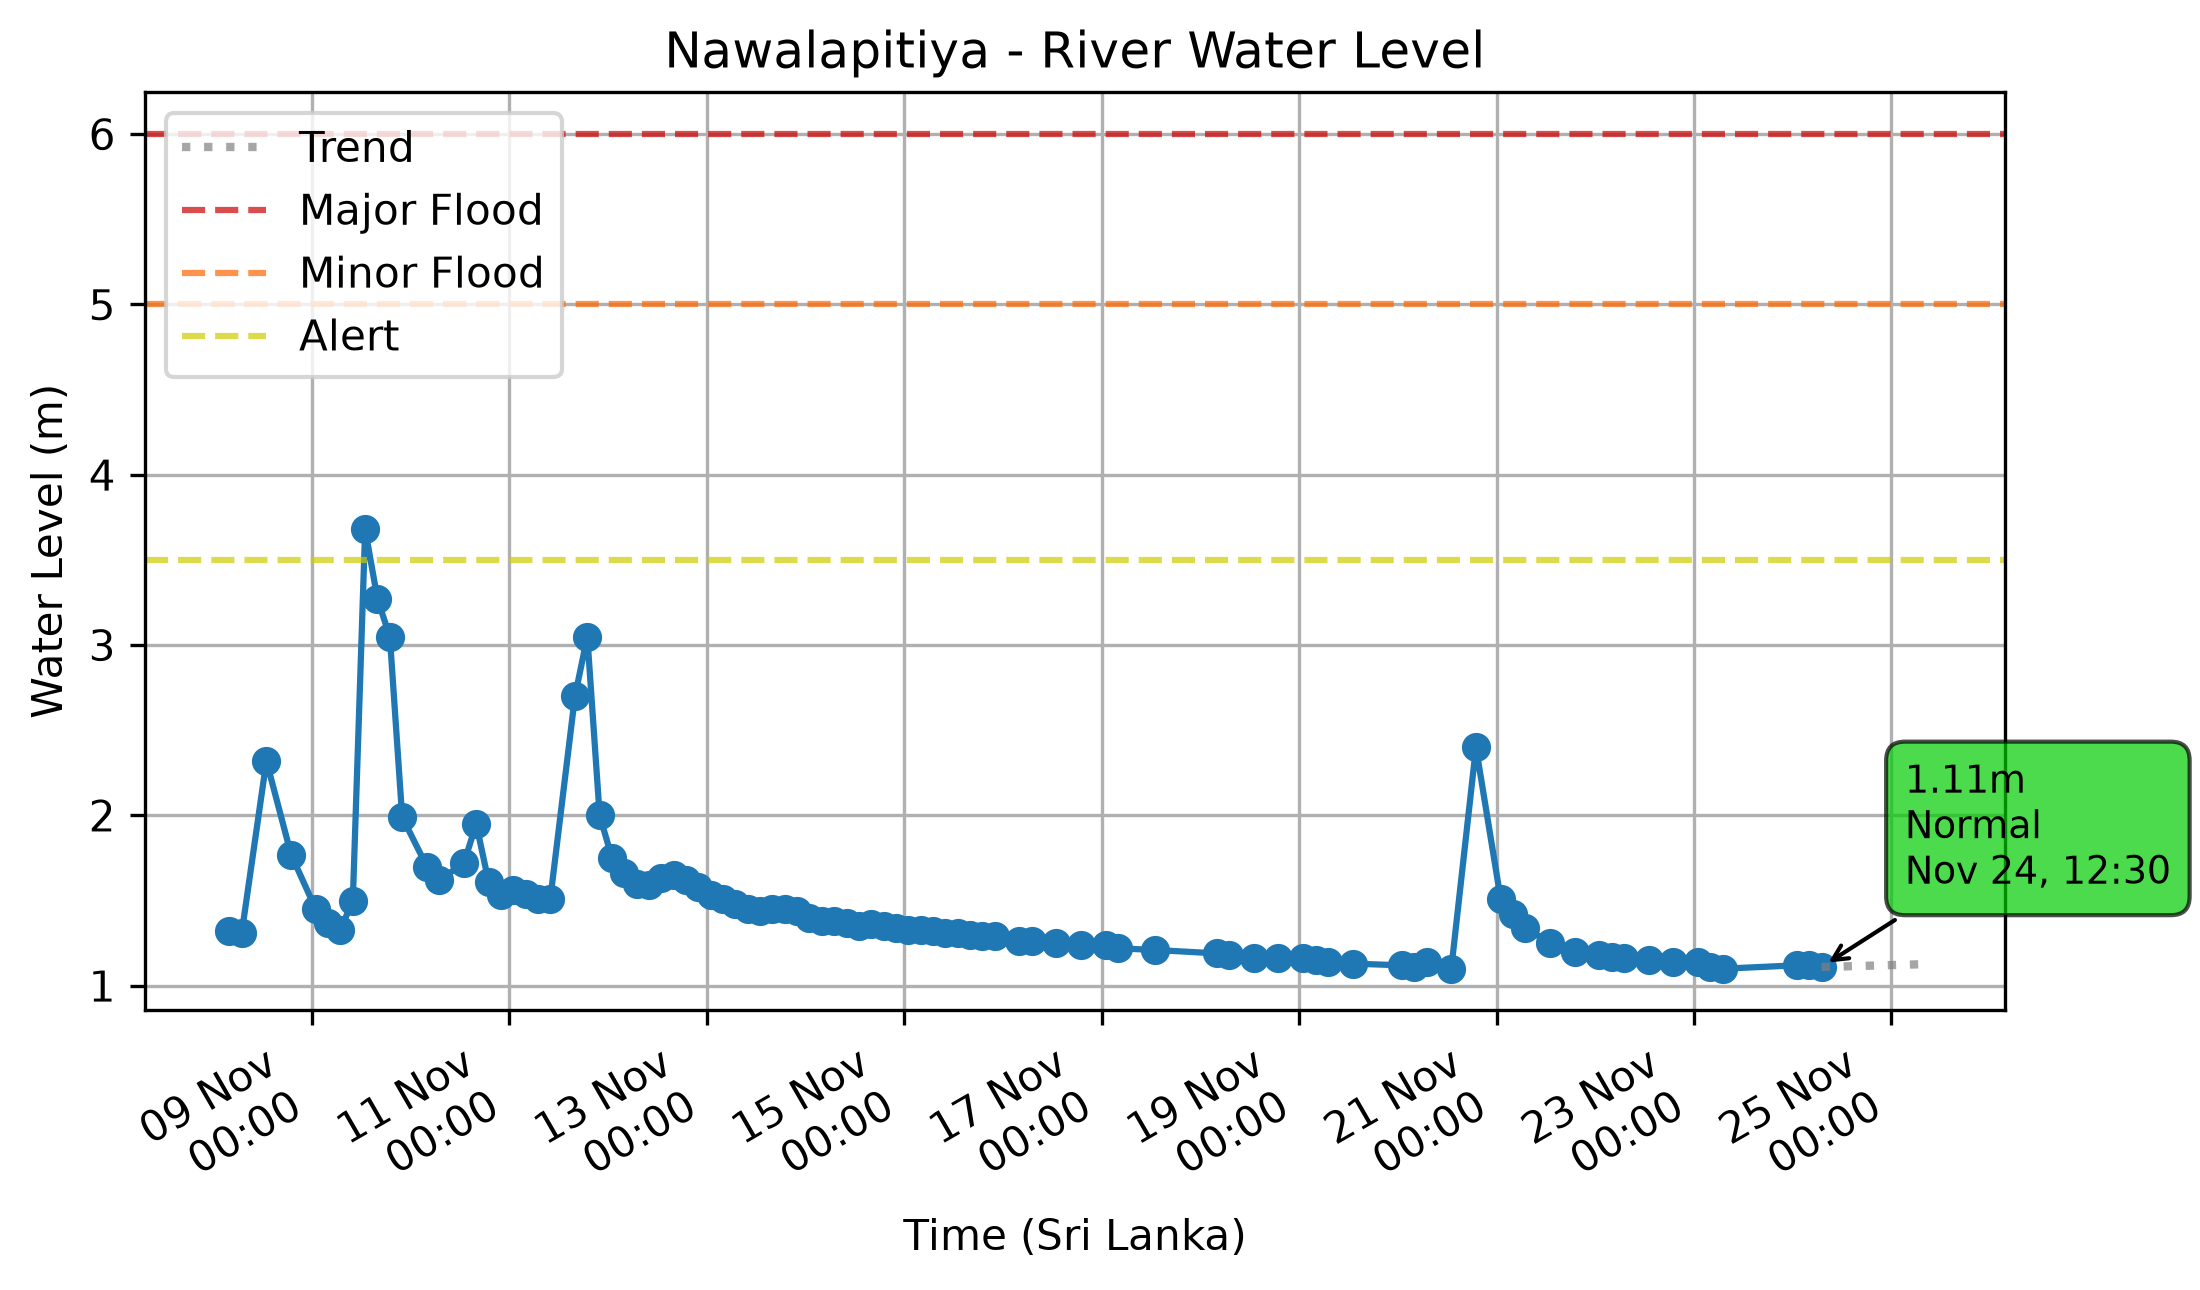 Nawalapitiya - River Water Level
Trend
Major Flood
Minor Flood
Alert
Water Level (m)
6
5
4
3
2
1
1.11m
Normal
Nov 24, 12:30
09 Nov
00:00
11 Nov
00:00
13 Nov
00:00
15 Nov
00:00
17 Nov
00:00
19 Nov
00:00
21 Nov
00:00
23 Nov
00:00
25 Nov
00:00
Time (Sri Lanka)